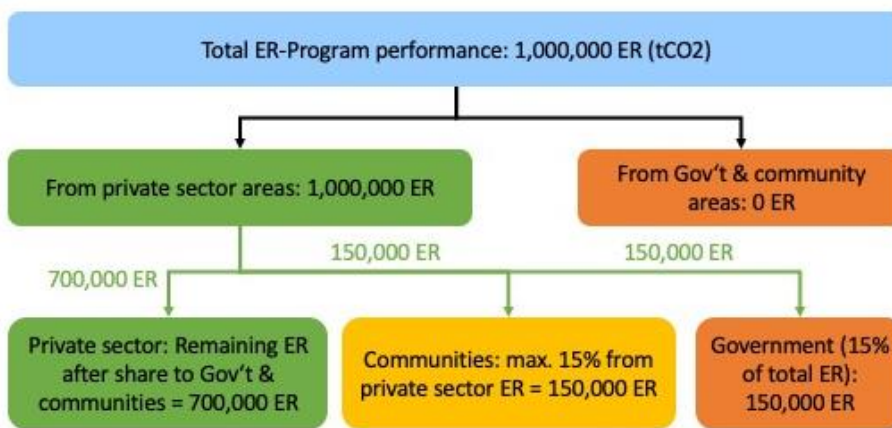 Total ER-Program performance: 1,000,000 ER (tCO2)
From private sector areas: 1,000,000 ER
From Gov‘t & community
areas: 0 ER
700,000 ER
150,000 ER
150,000 ER
Private sector: Remaining ER
after share to Gov‘t &
communities = 700,000 ER
Communities: max. 15% from
private sector ER = 150,000 ER
Government (15%
of total ER):
150,000 ER